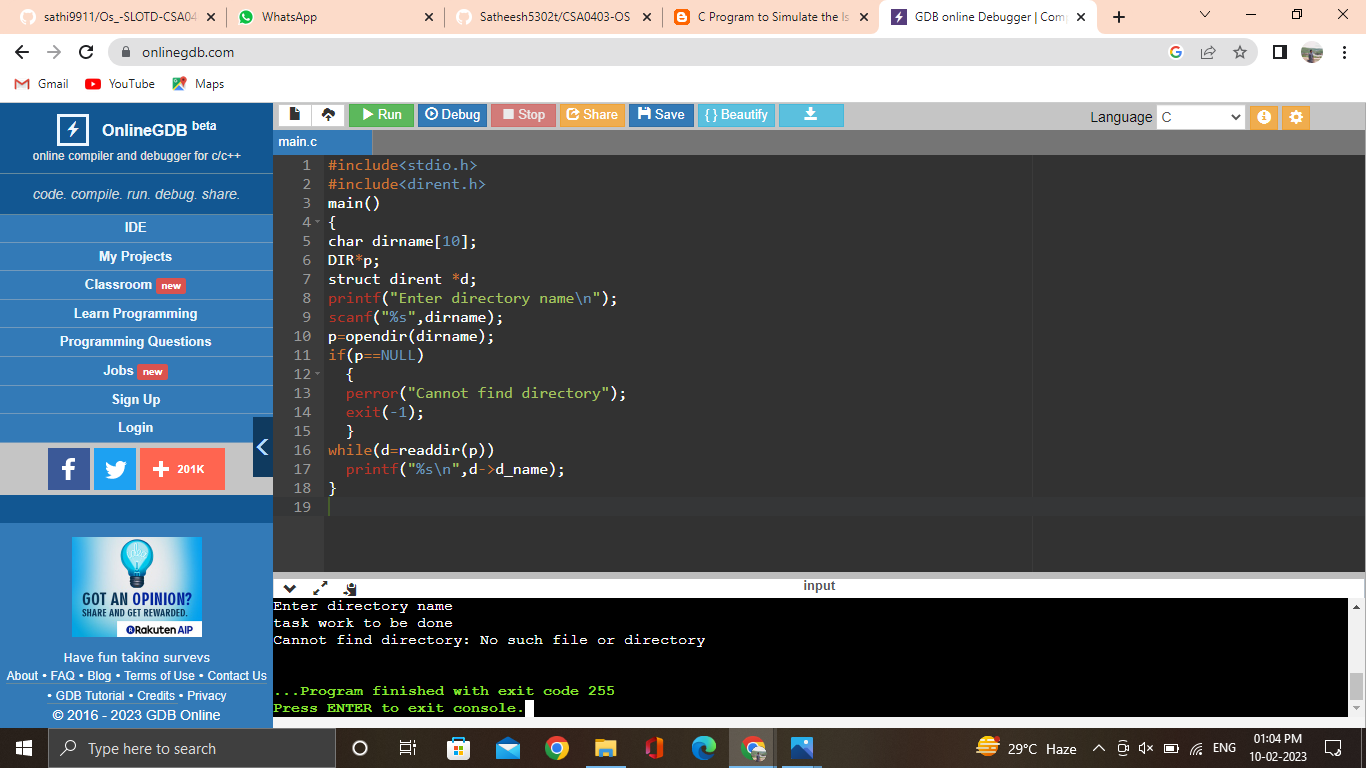 sathi9911/Os_-SLOTD-CSA04
WhatsApp
Satheesh5302t/CSA0403-OS
C Program to Simulate the Is
GDB online Debugger | Comp
onlinegdb.com
Gmail
YouTube
Maps
OnlineGDB beta
online compiler and debugger for c/c++
code. compile. run. debug. share.
IDE
My Projects
Classroom new
Learn Programming
Programming Questions
Jobs new
Sign Up
Login
201K
GOT AN OPINION?
SHARE AND GET REWARDED.
Rakuten AIP
Have fun taking surveys
About • FAQ • Blog • Terms of Use • Contact Us
• GDB Tutorial • Credits • Privacy
© 2016 - 2023 GDB Online
Run
Debug
Stop
Share
Save
{ } Beautify
Language C
main.c
1 #include<stdio.h>
2 #include<dirent.h>
3 main()
4 {
5 char dirname[10];
6 DIR*p;
7 struct dirent *d;
8 printf("Enter directory name\n");
9 scanf("%s",dirname);
10 p=opendir(dirname);
11 if(p==NULL)
12 {
13 perror("Cannot find directory");
14 exit(-1);
15 }
16 while(d=readdir(p))
17 printf("%s\n",d->d_name);
18 }
19
input
Enter directory name
task work to be done
Cannot find directory: No such file or directory
...Program finished with exit code 255
Press ENTER to exit console.
Type here to search
29°C Haze
ENG
01:04 PM
10-02-2023